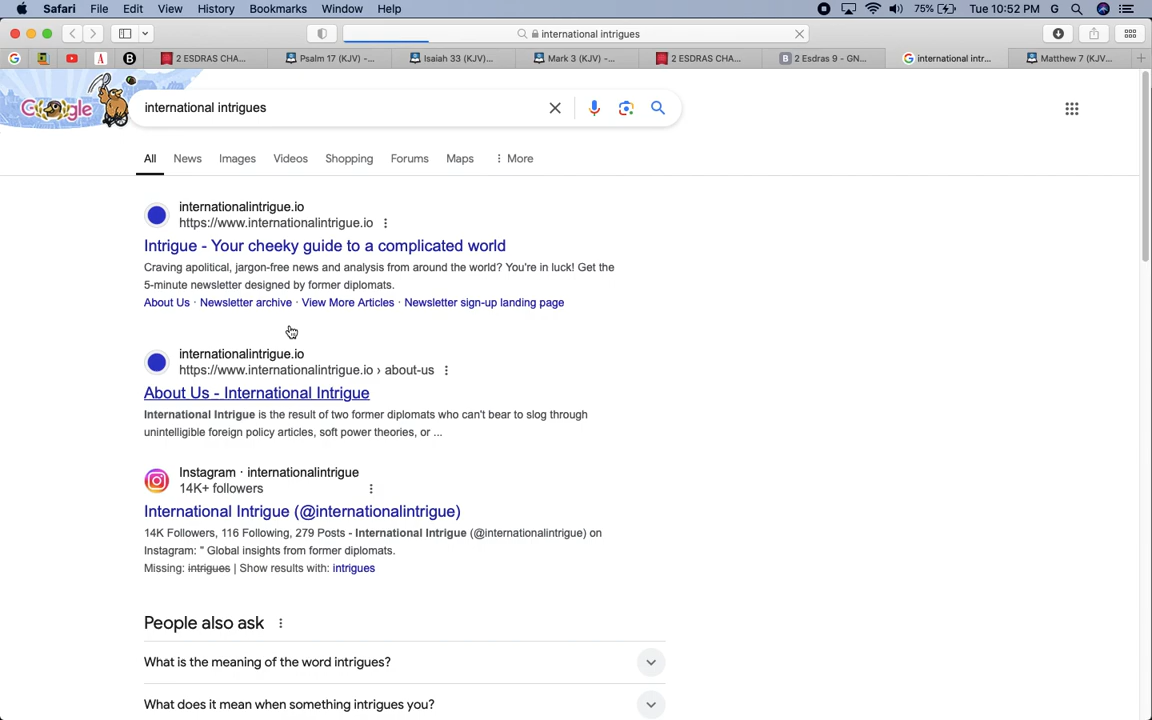 Safari File Edit View History Bookmarks Window Help 75% Tue 10:52 PM G
international intrigues
2 ESDRAS CHA... Psalm 17 (KJV) -... Isaiah 33 (KJV)... Mark 3 (KJV) -... 2 ESDRAS CHA... 2 Esdras 9 - GN... international intr... Matthew 7 (KJV...
Google
international intrigues
All News Images Videos Shopping Forums Maps More
internationalintrigue.io
https://www.internationalintrigue.io
Intrigue - Your cheeky guide to a complicated world
Craving apolitical, jargon-free news and analysis from around the world? You're in luck! Get the
5-minute newsletter designed by former diplomats.
About Us · Newsletter archive · View More Articles · Newsletter sign-up landing page
internationalintrigue.io
https://www.internationalintrigue.io › about-us
About Us - International Intrigue
International Intrigue is the result of two former diplomats who can't bear to slog through
unintelligible foreign policy articles, soft power theories, or ...
Instagram · internationalintrigue
14K+ followers
International Intrigue (@internationalintrigue)
14K Followers, 116 Following, 279 Posts - International Intrigue (@internationalintrigue) on
Instagram: " Global insights from former diplomats.
Missing: intrigues | Show results with: intrigues
People also ask
What is the meaning of the word intrigues?
What does it mean when something intrigues you?